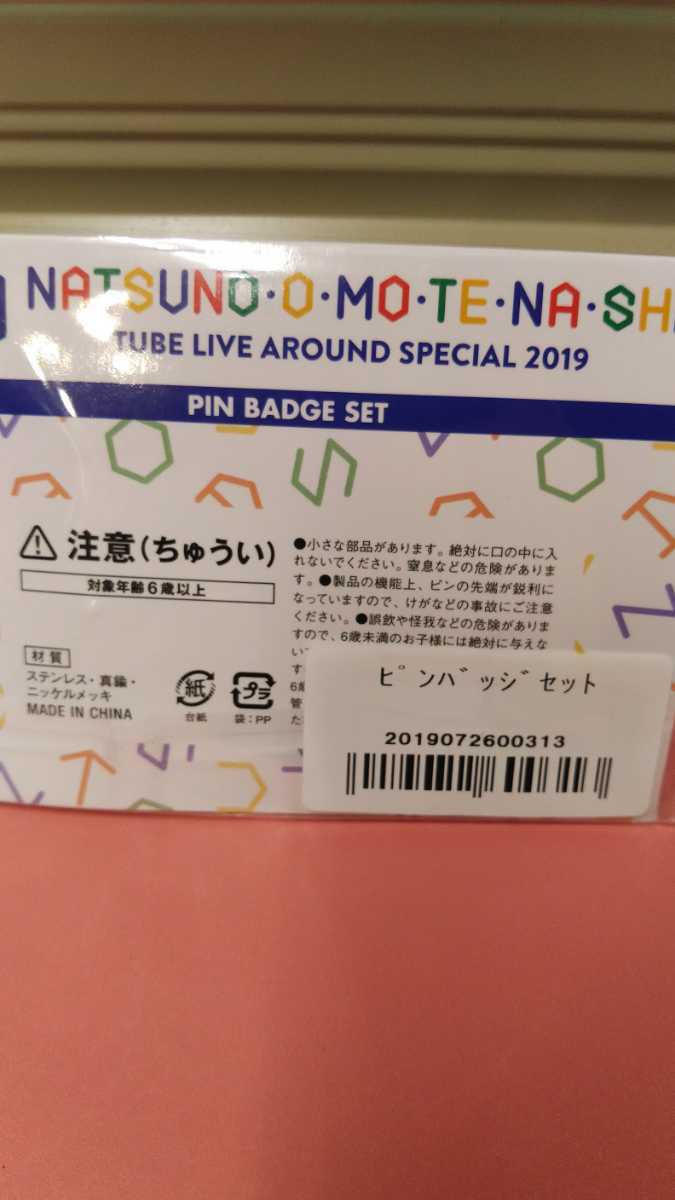 NATSUNO・O・MO・TE・NA・SH
TUBE LIVE AROUND SPECIAL 2019
PIN BADGE SET
注意(ちゅうい)
対象年齢6歳以上
●小さな部品があります。絶対に口の中に入
れないでください。窒息などの危険がありま
す。●製品の機能上、ピンの先端が鋭利に
なっていますので、けがなどの事故にご注意
ください。●誤飲や怪我などの危険がありま
すので、6歳未満のお子様には絶対に与えな
い
す
6歳
管
た
材質
ステンレス・真鍮・
ニッケルメッキ
MADE IN CHINA
紙
台紙
プラ
袋:PP
ﾋﾟﾝﾊﾞｯｼﾞｾｯﾄ
2019072600313